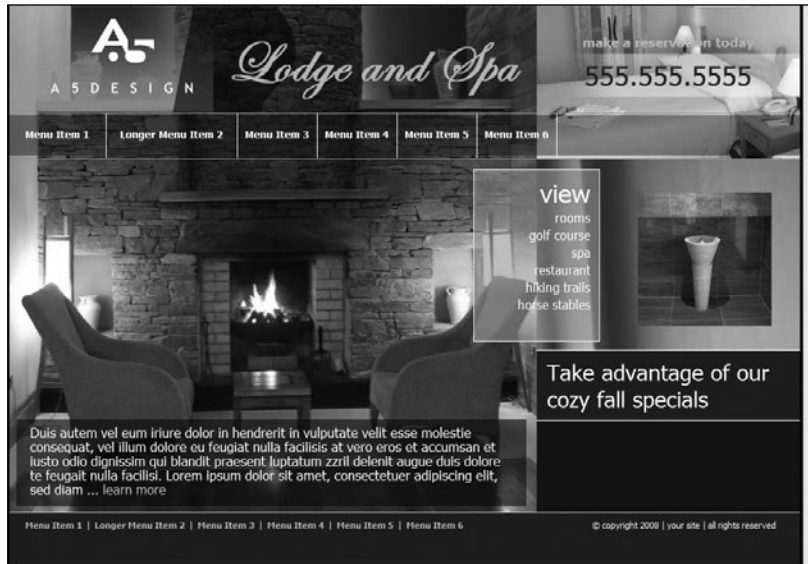 A5
A5DESIGN
Lodge and Spa
make a reservation today
555.555.5555
Menu Item 1
Longer Menu Item 2
Menu Item 3
Menu Item 4
Menu Item 5
Menu Item 6
view
rooms
golf course
spa
restaurant
hiking trails
horse stables
Take advantage of our
cozy fall specials
Duis autem vel eum iriure dolor in hendrerit in vulputate velit esse molestie
consequat, vel illum dolore eu feugiat nulla facilisis at vero eros et accumsan et
iusto odio dignissim qui blandit praesent luptatum zzril delenit augue duis dolore
te feugait nulla facilisi. Lorem ipsum dolor sit amet, consectetuer adipiscing elit,
sed diam ... learn more
Menu Item 1 | Longer Menu Item 2 | Menu Item 3 | Menu Item 4 | Menu Item 5 | Menu Item 6
© copyright 2008 | your site | all rights reserved